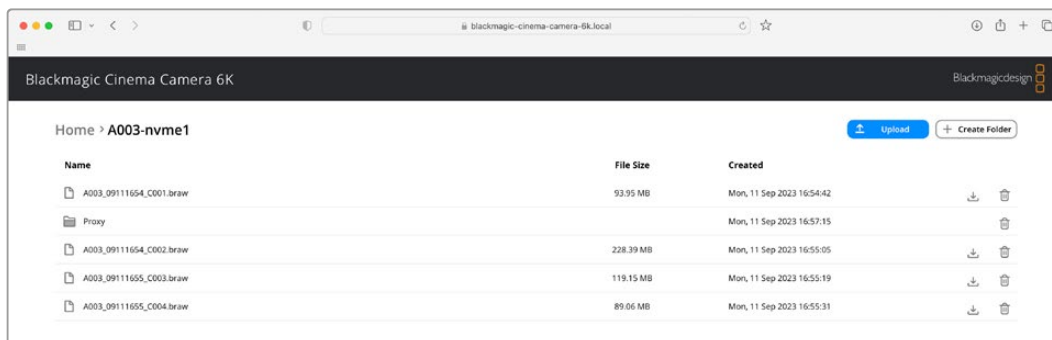 blackmagic-cinema-camera-6k.local
Blackmagic Cinema Camera 6K
Blackmagicdesign
Home > A003-nvme1
Upload
+ Create Folder
Name File Size Created
A003_09111654_C001.braw 93.95 MB Mon, 11 Sep 2023 16:54:42
Proxy Mon, 11 Sep 2023 16:57:15
A003_09111654_C002.braw 228.39 MB Mon, 11 Sep 2023 16:55:05
A003_09111655_C003.braw 119.15 MB Mon, 11 Sep 2023 16:55:19
A003_09111655_C004.braw 89.06 MB Mon, 11 Sep 2023 16:55:31